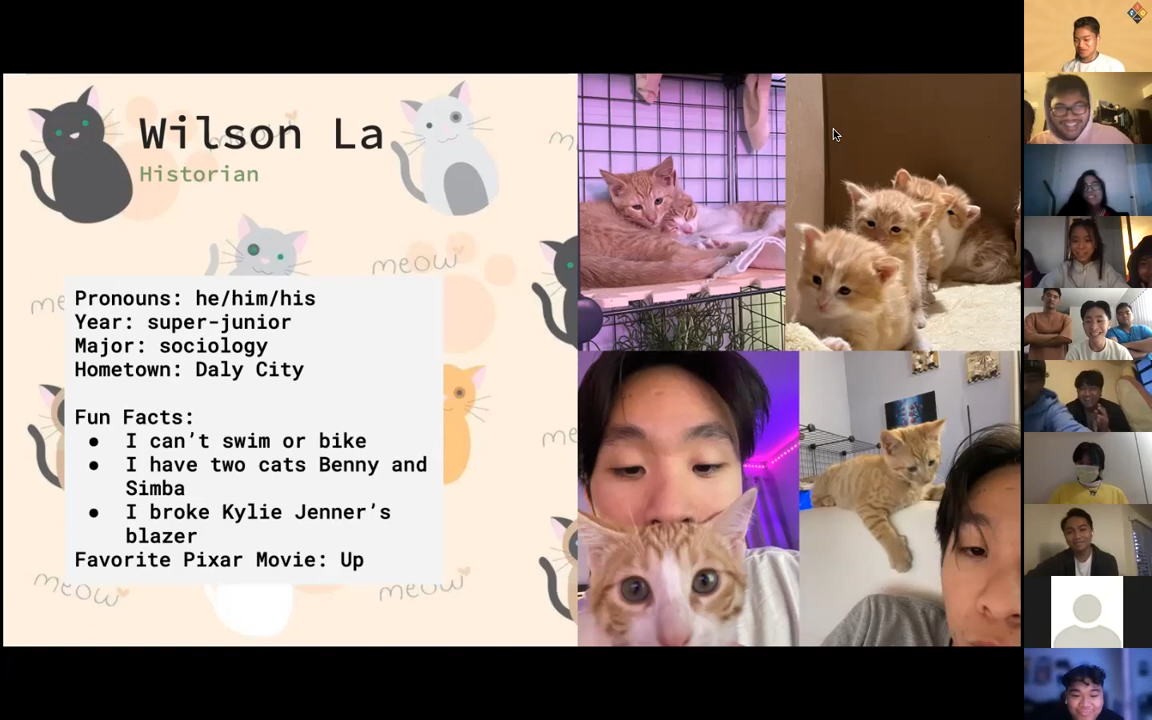 Wilson La
Historian
meow
meow
me
Pronouns: he/him/his
Year: super-junior
Major: sociology
Hometown: Daly City
Fun Facts:
● I can't swim or bike
● I have two cats Benny and
Simba
● I broke Kylie Jenner's
blazer
Favorite Pixar Movie: Up
meow
meow